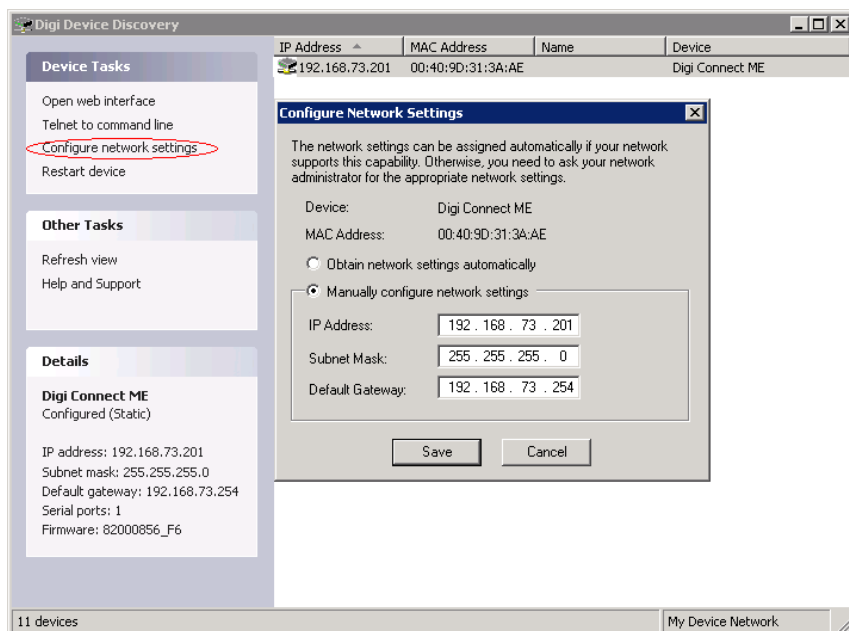 Digi Device Discovery
Device Tasks
Open web interface
Telnet to command line
Configure network settings
Restart device
Other Tasks
Refresh view
Help and Support
Details
Digi Connect ME
Configured (Static)
IP address: 192.168.73.201
Subnet mask: 255.255.255.0
Default gateway: 192.168.73.254
Serial ports: 1
Firmware: 82000856_F6
IP Address MAC Address Name Device
192.168.73.201 00:40:9D:31:3A:AE Digi Connect ME
Configure Network Settings
The network settings can be assigned automatically if your network
supports this capability. Otherwise, you need to ask your network
administrator for the appropriate network settings.
Device: Digi Connect ME
MAC Address: 00:40:9D:31:3A:AE
Obtain network settings automatically
Manually configure network settings
IP Address: 192 . 168 . 73 . 201
Subnet Mask: 255 . 255 . 255 . 0
Default Gateway: 192 . 168 . 73 . 254
Save Cancel
11 devices My Device Network